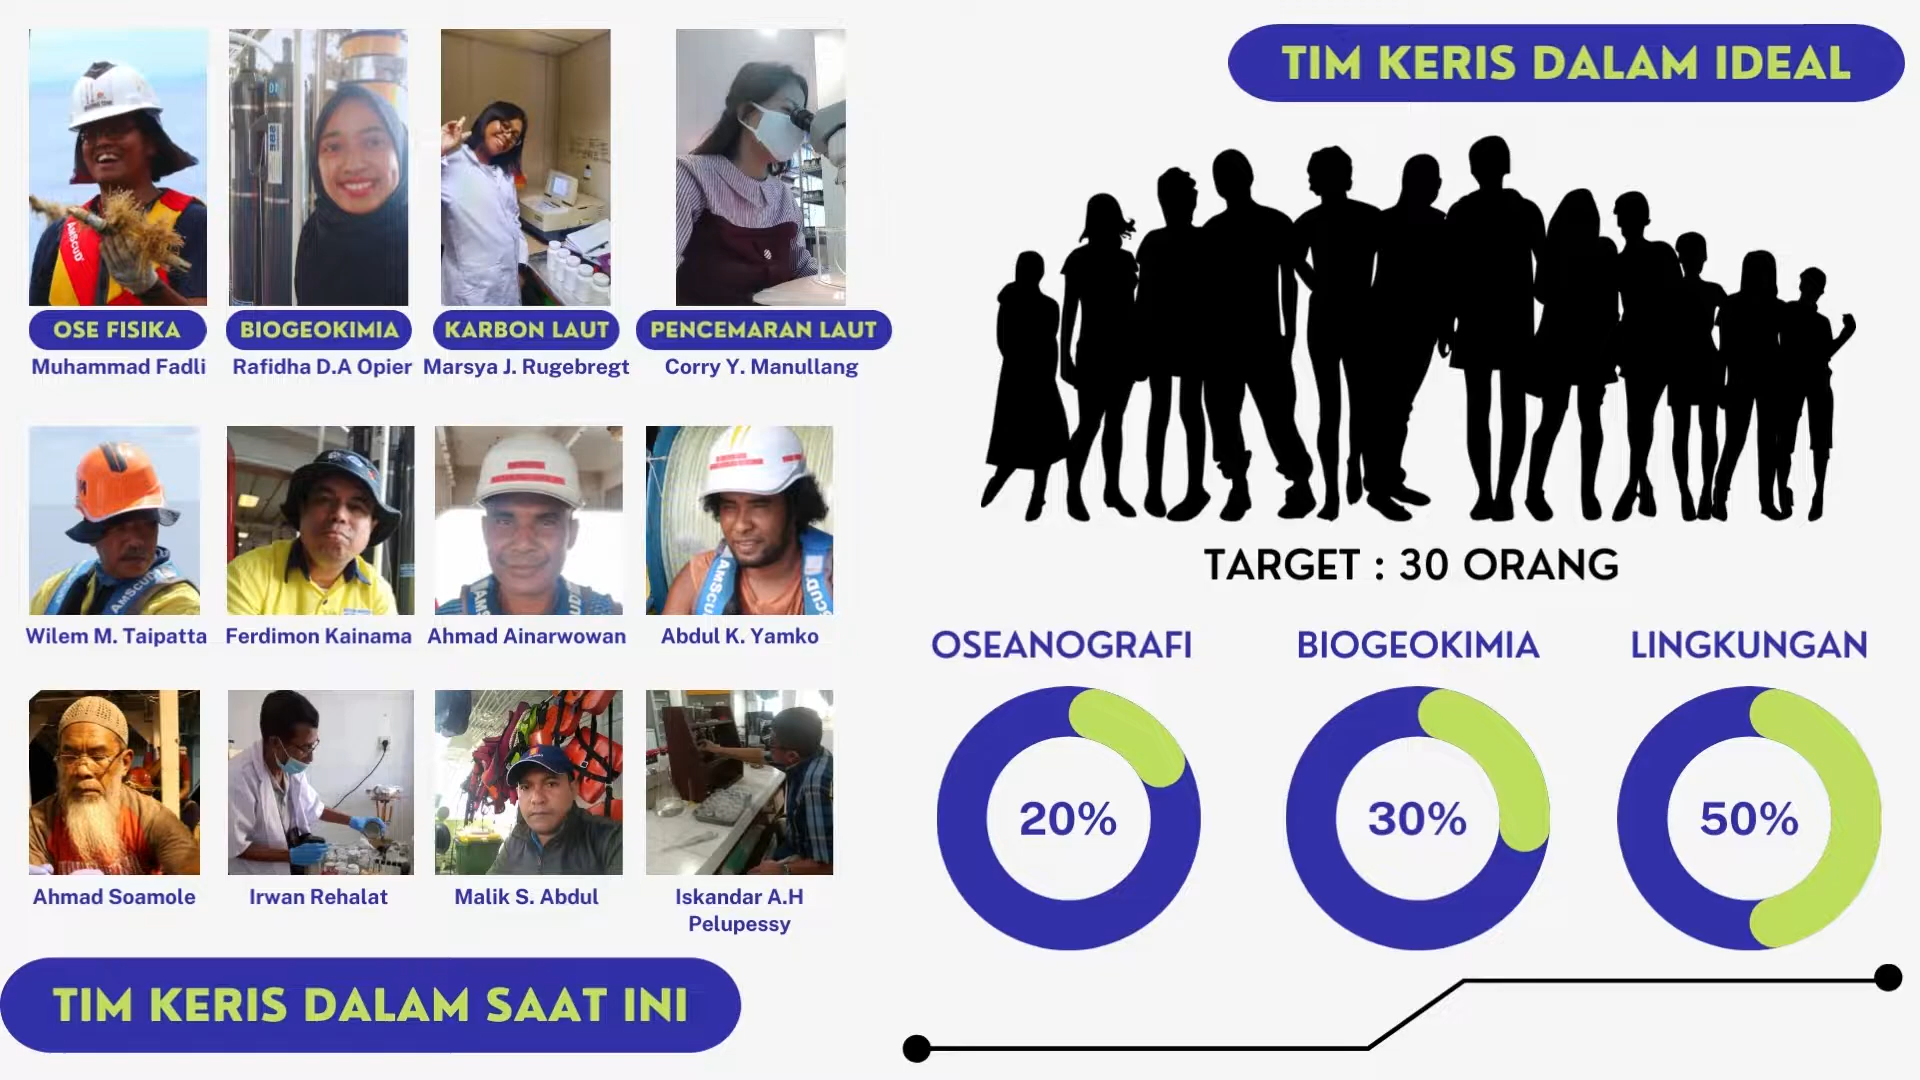 TIM KERIS DALAM IDEAL
OSE FISIKA
BIOGEOKIMIA
KARBON LAUT
PENCEMARAN LAUT
Muhammad Fadli
Rafidha D.A Opier
Marsya J. Rugebregt
Corry Y. Manullang
AMSCUD
Wilem M. Taipatta
Ferdimon Kainama
Ahmad Ainarwowan
Abdul K. Yamko
AMSCUD
Ahmad Soamole
Irwan Rehalat
Malik S. Abdul
Iskandar A.H
Pelupessy
TIM KERIS DALAM SAAT INI
TARGET : 30 ORANG
OSEANOGRAFI
BIOGEOKIMIA
LINGKUNGAN
20%
30%
50%